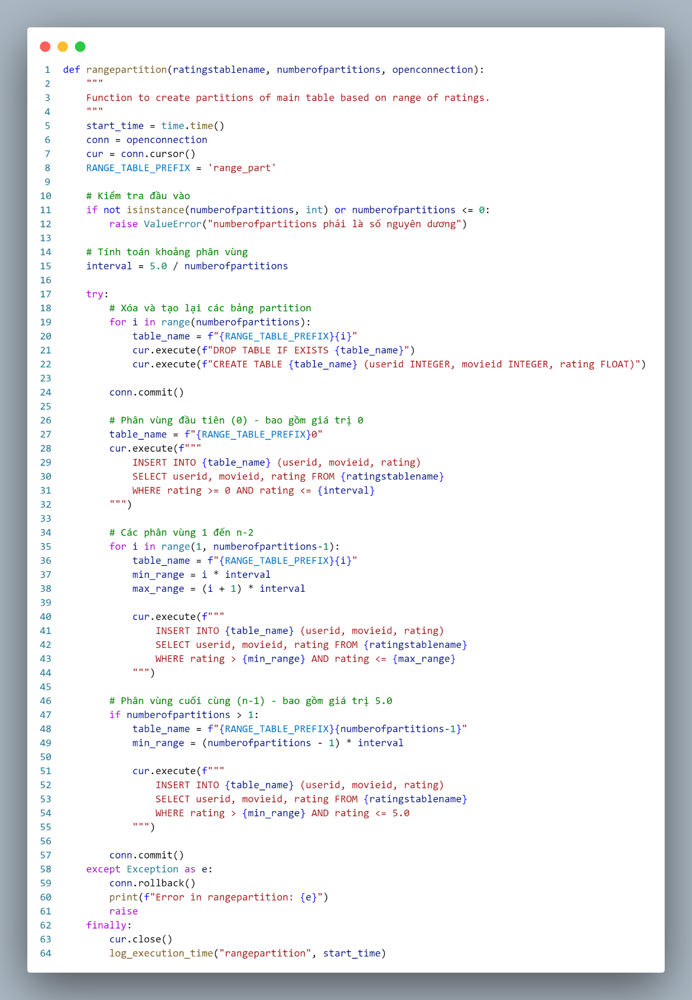 1 def rangepartition(ratingstablename, numberofpartitions, openconnection):
2     """
3     Function to create partitions of main table based on range of ratings.
4     """
5     start_time = time.time()
6     conn = openconnection
7     cur = conn.cursor()
8     RANGE_TABLE_PREFIX = 'range_part'
9
10     # Kiểm tra đầu vào
11     if not isinstance(numberofpartitions, int) or numberofpartitions <= 0:
12         raise ValueError("numberofpartitions phải là số nguyên dương")
13
14     # Tính toán khoảng phân vùng
15     interval = 5.0 / numberofpartitions
16
17     try:
18         # Xóa và tạo lại các bảng partition
19         for i in range(numberofpartitions):
20             table_name = f"{RANGE_TABLE_PREFIX}{i}"
21             cur.execute(f"DROP TABLE IF EXISTS {table_name}")
22             cur.execute(f"CREATE TABLE {table_name} (userid INTEGER, movieid INTEGER, rating FLOAT)")
23
24         conn.commit()
25
26         # Phân vùng đầu tiên (0) - bao gồm giá trị 0
27         table_name = f"{RANGE_TABLE_PREFIX}0"
28         cur.execute(f"""
29             INSERT INTO {table_name} (userid, movieid, rating)
30             SELECT userid, movieid, rating FROM {ratingstablename}
31             WHERE rating >= 0 AND rating <= {interval}
32         """)
33
34         # Các phân vùng 1 đến n-2
35         for i in range(1, numberofpartitions-1):
36             table_name = f"{RANGE_TABLE_PREFIX}{i}"
37             min_range = i * interval
38             max_range = (i + 1) * interval
39
40             cur.execute(f"""
41                 INSERT INTO {table_name} (userid, movieid, rating)
42                 SELECT userid, movieid, rating FROM {ratingstablename}
43                 WHERE rating > {min_range} AND rating <= {max_range}
44             """)
45
46         # Phân vùng cuối cùng (n-1) - bao gồm giá trị 5.0
47         if numberofpartitions > 1:
48             table_name = f"{RANGE_TABLE_PREFIX}{numberofpartitions-1}"
49             min_range = (numberofpartitions - 1) * interval
50
51             cur.execute(f"""
52                 INSERT INTO {table_name} (userid, movieid, rating)
53                 SELECT userid, movieid, rating FROM {ratingstablename}
54                 WHERE rating > {min_range} AND rating <= 5.0
55             """)
56
57         conn.commit()
58     except Exception as e:
59         conn.rollback()
60         print(f"Error in rangepartition: {e}")
61         raise
62     finally:
63         cur.close()
64         log_execution_time("rangepartition", start_time)